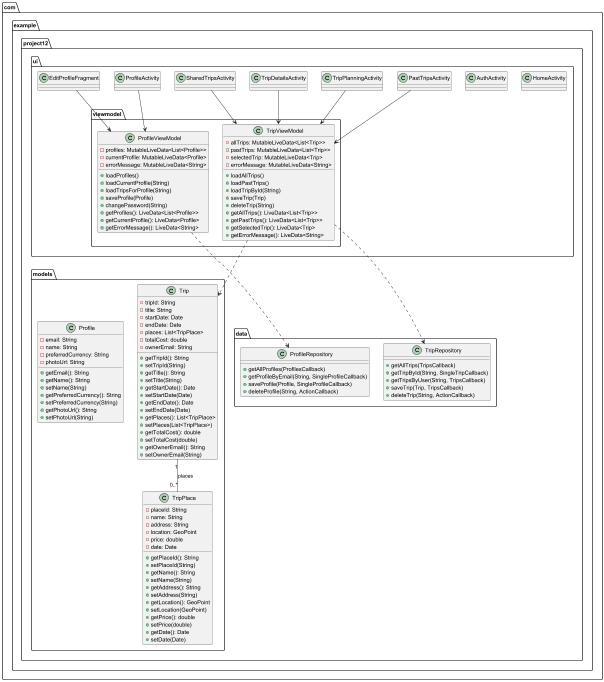 com
example
project12
ui
C EditProfileFragment
C ProfileActivity
C SharedTripsActivity
C TripDetailsActivity
C TripPlanningActivity
C PastTripsActivity
C AuthActivity
C HomeActivity
viewmodel
C ProfileViewModel
profiles: MutableLiveData<List<Profile>>
currentProfile: MutableLiveData<Profile>
errorMessage: MutableLiveData<String>
loadProfiles()
loadCurrentProfile(String)
loadTripsForProfile(String)
saveProfile(Profile)
changePassword(String)
getProfiles(): LiveData<List<Profile>>
getCurrentProfile(): LiveData<Profile>
getErrorMessage(): LiveData<String>
C TripViewModel
allTrips: MutableLiveData<List<Trip>>
pastTrips: MutableLiveData<List<Trip>>
selectedTrip: MutableLiveData<Trip>
errorMessage: MutableLiveData<String>
loadAllTrips()
loadPastTrips()
loadTripById(String)
saveTrip(Trip)
deleteTrip(String)
getAllTrips(): LiveData<List<Trip>>
getPastTrips(): LiveData<List<Trip>>
getSelectedTrip(): LiveData<Trip>
getErrorMessage(): LiveData<String>
models
C Profile
email: String
name: String
preferredCurrency: String
photoUrl: String
getEmail(): String
getName(): String
setName(String)
getPreferredCurrency(): String
setPreferredCurrency(String)
getPhotoUrl(): String
setPhotoUrl(String)
C Trip
tripId: String
title: String
startDate: Date
endDate: Date
places: List<TripPlace>
totalCost: double
ownerEmail: String
getTripId(): String
setTripId(String)
getTitle(): String
setTitle(String)
getStartDate(): Date
setStartDate(Date)
getEndDate(): Date
setEndDate(Date)
getPlaces(): List<TripPlace>
setPlaces(List<TripPlace>)
getTotalCost(): double
setTotalCost(double)
getOwnerEmail(): String
setOwnerEmail(String)
1
places
0..*
C TripPlace
placeId: String
name: String
address: String
location: GeoPoint
price: double
date: Date
getPlaceId(): String
setPlaceId(String)
getName(): String
setName(String)
getAddress(): String
setAddress(String)
getLocation(): GeoPoint
setLocation(GeoPoint)
getPrice(): double
setPrice(double)
getDate(): Date
setDate(Date)
data
C ProfileRepository
getAllProfiles(ProfilesCallback)
getProfileByEmail(String, SingleProfileCallback)
saveProfile(Profile, SingleProfileCallback)
deleteProfile(String, ActionCallback)
C TripRepository
getAllTrips(TripsCallback)
getTripById(String, SingleTripCallback)
getTripsByUser(String, TripsCallback)
saveTrip(Trip, TripsCallback)
deleteTrip(String, ActionCallback)